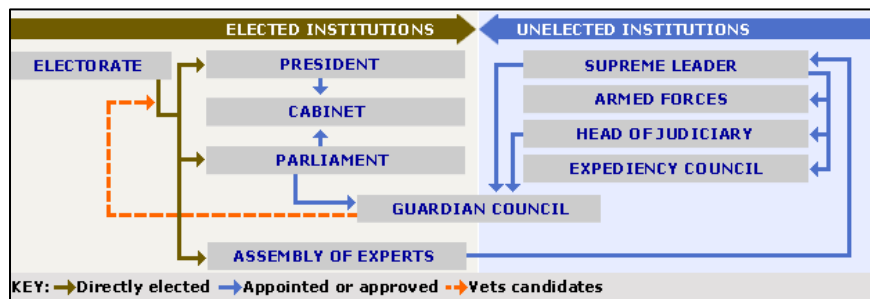 ELECTED INSTITUTIONS
UNELECTED INSTITUTIONS
ELECTORATE
PRESIDENT
SUPREME LEADER
CABINET
ARMED FORCES
HEAD OF JUDICIARY
PARLIAMENT
EXPEDIENCY COUNCIL
GUARDIAN COUNCIL
ASSEMBLY OF EXPERTS
KEY: Directly elected Appointed or approved Vets candidates